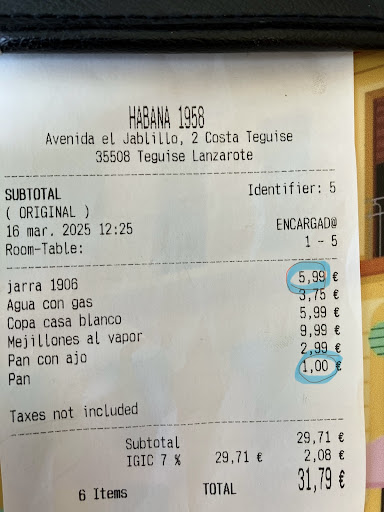 HABANA 1958
Avenida el Jablillo, 2 Costa Teguise
35508 Teguise Lanzarote
SUBTOTAL Identifier: 5
( ORIGINAL )
16 mar. 2025 12:25 ENCARGAD@
Room-Table: 1 - 5
jarra 1906 5,99 €
Agua con gas 3,75 €
Copa casa blanco 5,99 €
Mejillones al vapor 9,99 €
Pan con ajo 2,99 €
Pan 1,00 €
Taxes not included
Subtotal 29,71 €
IGIC 7 % 29,71 € 2,08 €
6 Items TOTAL 31,79 €